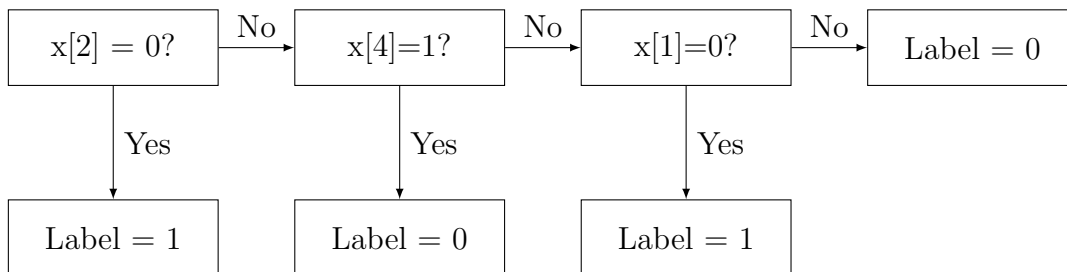 x[2] = 0?
No
x[4]=1?
No
x[1]=0?
No
Label = 0
Yes
Yes
Yes
Label = 1
Label = 0
Label = 1